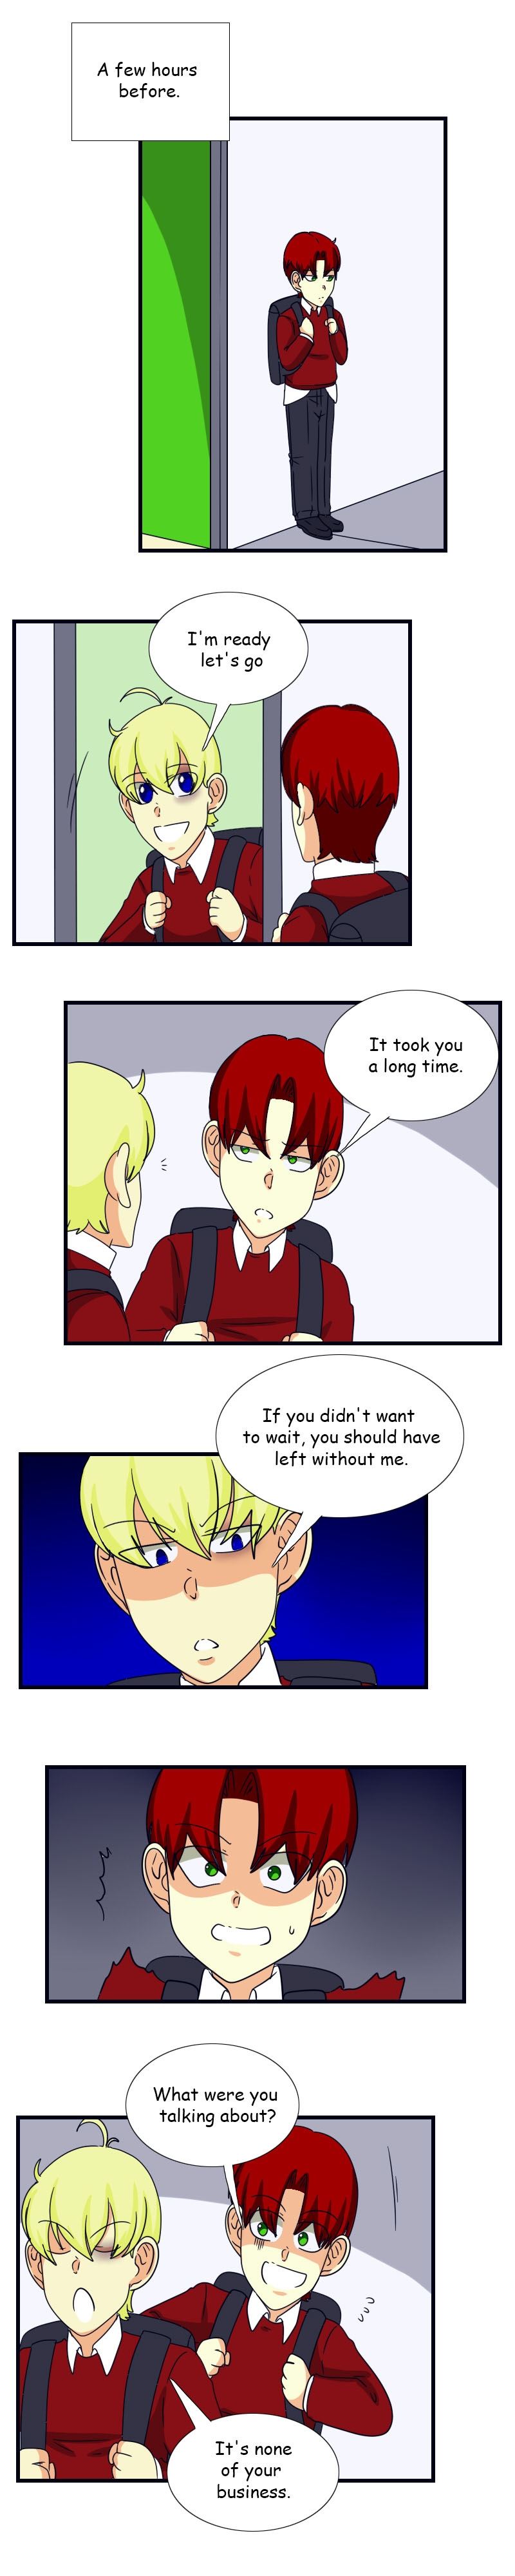 A few hours
before.
I'm ready
let's go
It took you
a long time.
If you didn't want
to wait, you should have
left without me.
What were you
talking about?
It's none
of your
business.